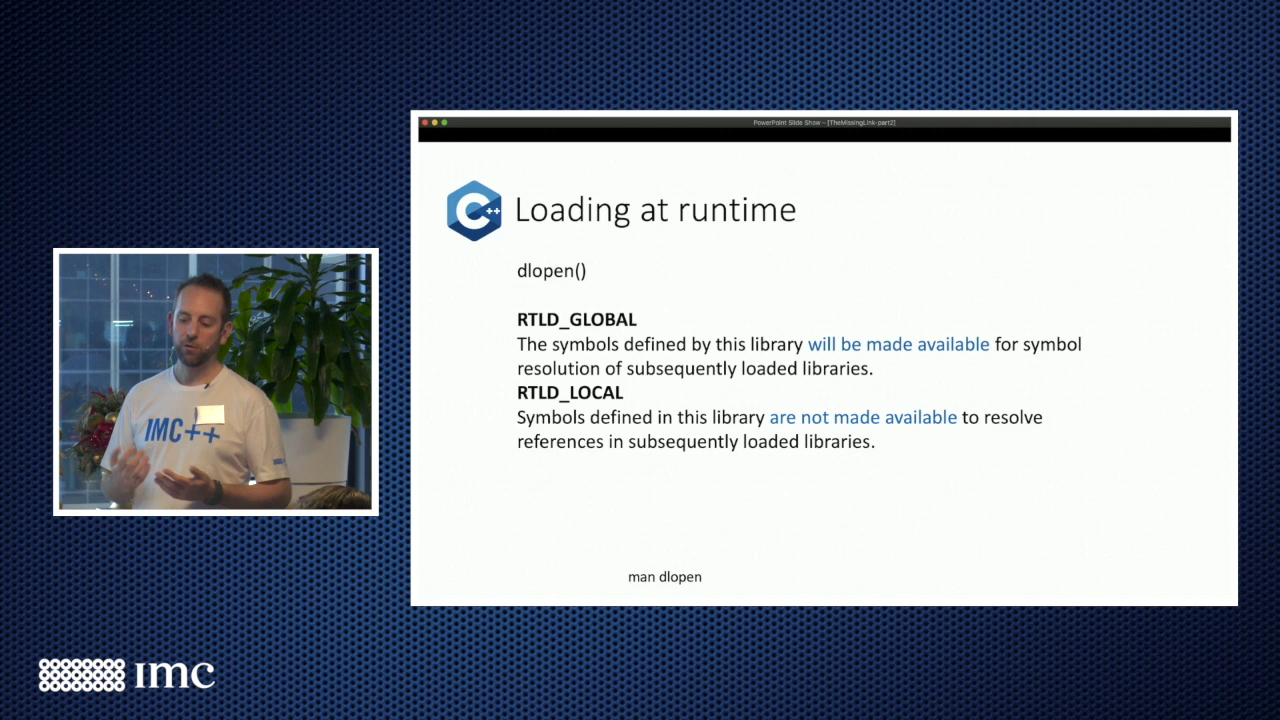 PowerPoint Slide Show – [TheMissingLink-part2]
C++
Loading at runtime
dlopen()
RTLD_GLOBAL
The symbols defined by this library will be made available for symbol
resolution of subsequently loaded libraries.
RTLD_LOCAL
Symbols defined in this library are not made available to resolve
references in subsequently loaded libraries.
man dlopen
IMC++
imc